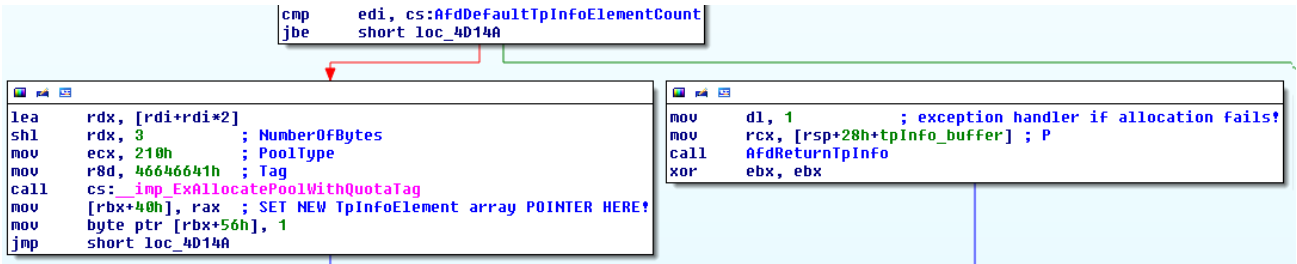 cmp edi, cs:AfdDefaultTpInfoElementCount
jbe short loc_4D14A
lea rdx, [rdi+rdi*2]
shl rdx, 3 ; NumberOfBytes
mov ecx, 210h ; PoolType
mov r8d, 46646641h ; Tag
call cs:__imp_ExAllocatePoolWithQuotaTag
mov [rbx+40h], rax ; SET NEW TpInfoElement array POINTER HERE!
mov byte ptr [rbx+56h], 1
jmp short loc_4D14A
mov dl, 1 ; exception handler if allocation fails!
mov rcx, [rsp+28h+tpInfo_buffer] ; P
call AfdReturnTpInfo
xor ebx, ebx